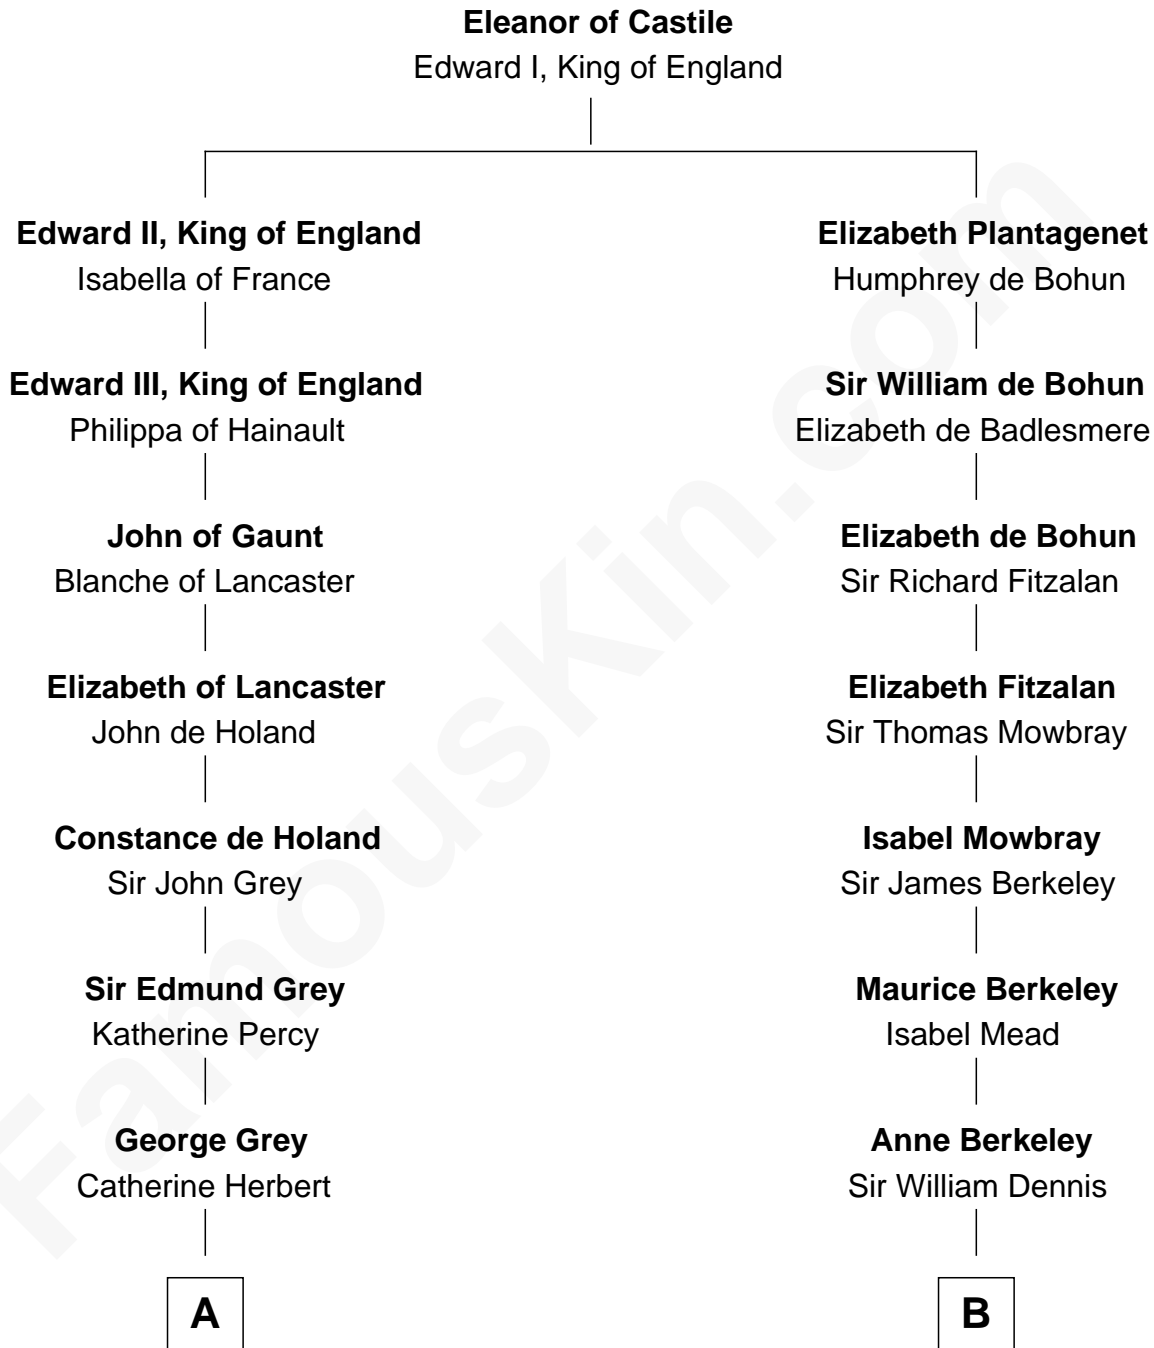 Eleanor of Castile
Edward I, King of England
Edward II, King of England
Isabella of France
Edward III, King of England
Philippa of Hainault
John of Gaunt
Blanche of Lancaster
Elizabeth of Lancaster
John de Holand
Constance de Holand
Sir John Grey
Sir Edmund Grey
Katherine Percy
George Grey
Catherine Herbert
A
Elizabeth Plantagenet
Humphrey de Bohun
Sir William de Bohun
Elizabeth de Badlesmere
Elizabeth de Bohun
Sir Richard Fitzalan
Elizabeth Fitzalan
Sir Thomas Mowbray
Isabel Mowbray
Sir James Berkeley
Maurice Berkeley
Isabel Mead
Anne Berkeley
Sir William Dennis
B
FamousKin.com